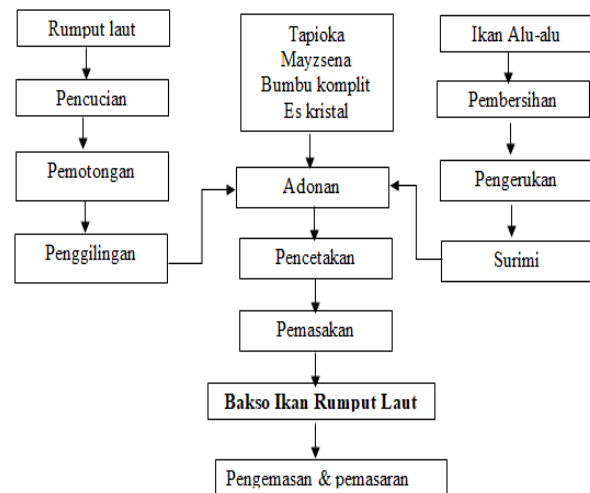 Rumput laut
Pencucian
Pemotongan
Penggilingan
Tapioka
Mayzsena
Bumbu komplit
Es kristal
Ikan Alu-alu
Pembersihan
Pengerukan
Surimi
Adonan
Pencetakan
Pemasakan
Bakso Ikan Rumput Laut
Pengemasan & pemasaran